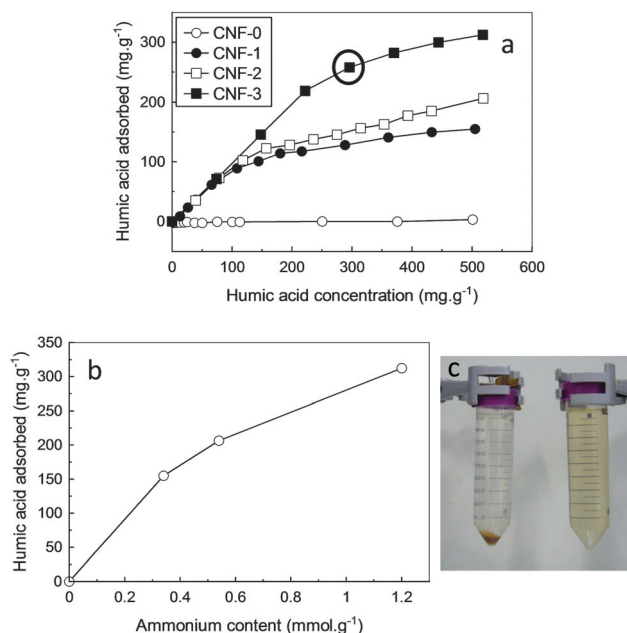 a
CNF-0
CNF-1
CNF-2
CNF-3
Humic acid adsorbed (mg.g-1)
300
200
100
0
0 100 200 300 400 500 600
Humic acid concentration (mg.g-1)
b
Humic acid adsorbed (mg.g-1)
350
300
250
200
150
100
50
0
0 0.2 0.4 0.6 0.8 1.0 1.2
Ammonium content (mmol.g-1)
c